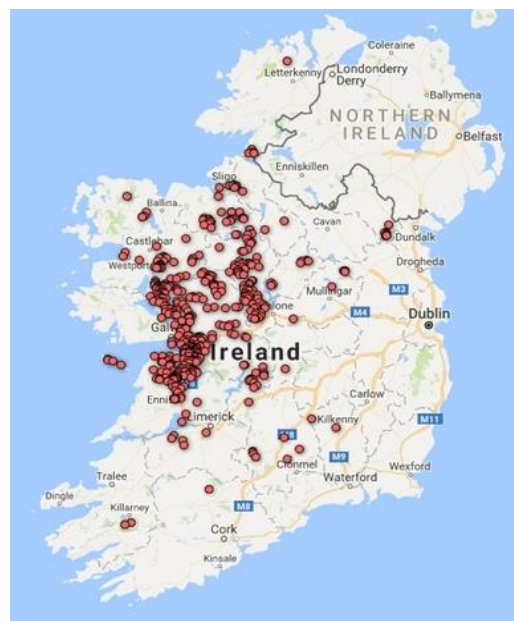 Coleraine
Letterkenny
Londonderry
Derry
Ballymena
NORTHERN
IRELAND
Belfast
Enniskillen
Sligo
Ballina
Cavan
Dundalk
Castlebar
Westport
Drogheda
Mullingar
M3
M4
Dublin
Ireland
Carlow
M11
Limerick
Kilkenny
Clonmel
M9
Wexford
Tralee
Waterford
Dingle
Killarney
M8
Cork
Kinsale